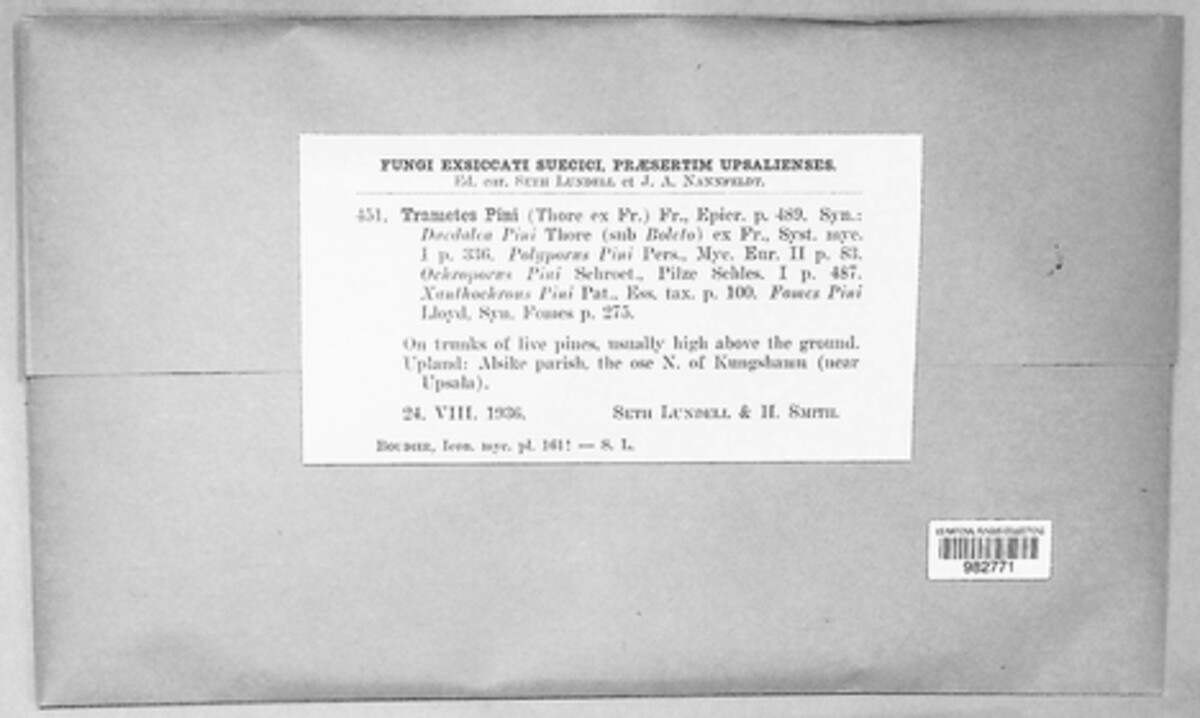 FUNGI EXSICCATI SUECICI, PRÆSERTIM UPSALIENSES.
Ed. cur. SETH LUNDELL et J. A. NANNFELDT.
451. Trametes Pini (Thore ex Fr.) Fr., Epicr. p. 489. Syn.:
Dædalea Pini Thore (sub Boleto) ex Fr., Syst. myc.
I p. 336. Polyporus Pini Pers., Myc. Eur. II p. 83.
Ochroporus Pini Schroet., Pilze Schles. I p. 487.
Xanthochrous Pini Pat., Ess. tax. p. 100. Fomes Pini
Lloyd, Syn. Fomes p. 275.
On trunks of live pines, usually high above the ground.
Upland: Alsike parish, the ose N. of Kungshamn (near
Upsala).
24. VIII. 1936. SETH LUNDELL & H. SMITH.
BOUDIER, Icon. myc. pl. 161! — S. L.
982771